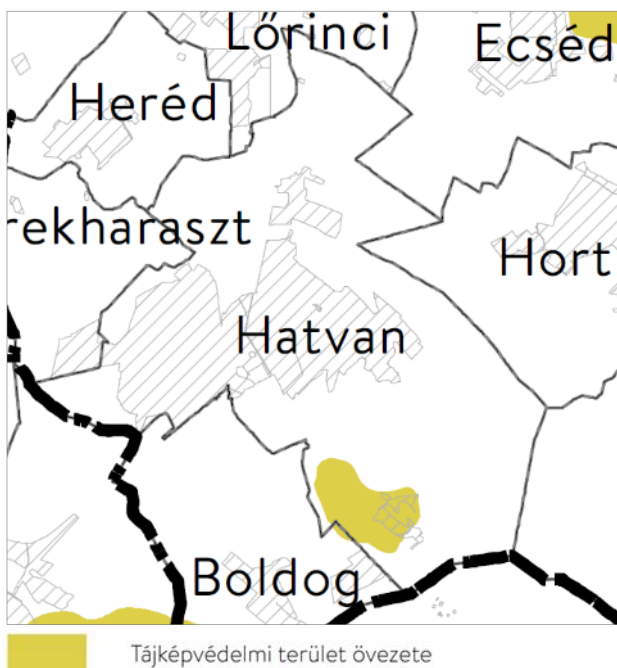 Lőrinci
Ecséd
Heréd
rekharaszt
Hort
Hatvan
Boldog
Tájképvédelmi terület övezete